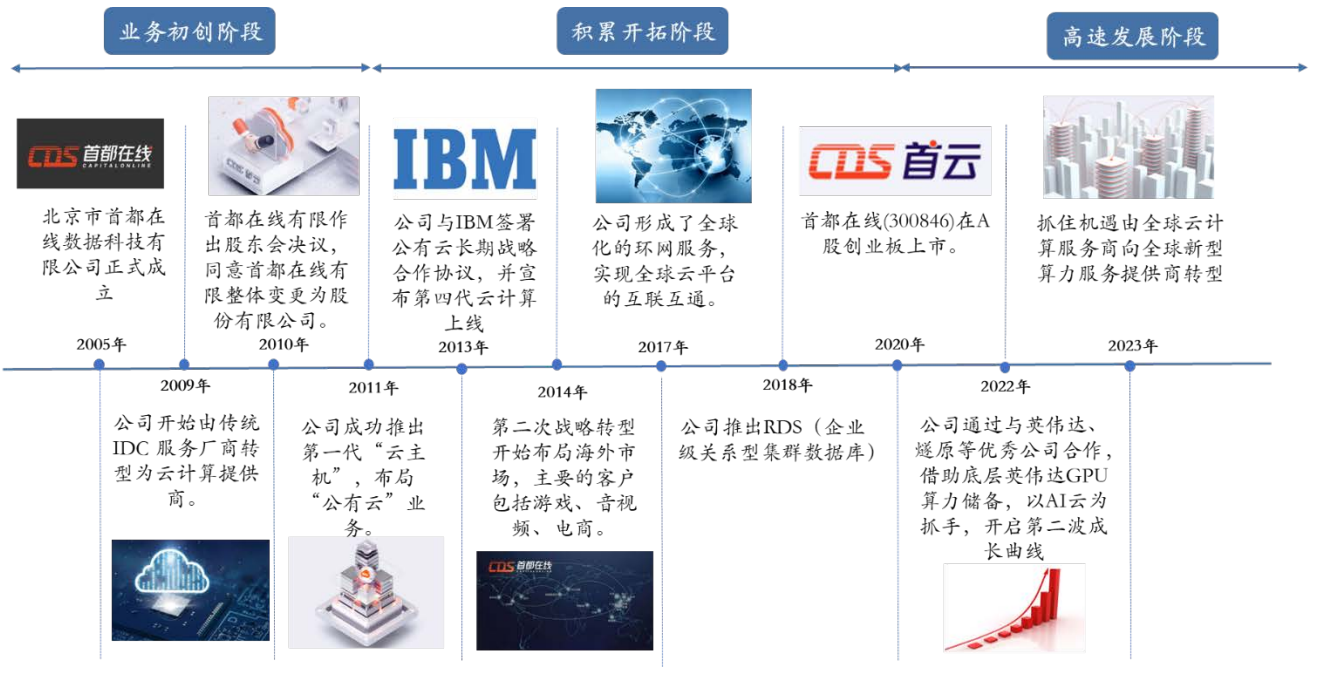 业务初创阶段
积累开拓阶段
高速发展阶段
CDS 首都在线
CAPITALONLINE
北京市首都在
线数据科技有
限公司正式成
立
2005年
CDS 首云
首都在线有限作
出股东会决议，
同意首都在线有
限整体变更为股
份有限公司。
2010年
IBM
公司与IBM签署
公有云长期战略
合作协议，并宣
布第四代云计算
上线
2013年
公司形成了全球
化的环网服务，
实现全球云平台
的互联互通。
2017年
CDS 首云
首都在线(300846)在A
股创业板上市。
2020年
抓住机遇由全球云计
算服务商向全球新型
算力服务提供商转型
2023年
2009年
公司开始由传统
IDC 服务厂商转
型为云计算提供
商。
2011年
公司成功推出
第一代“云主
机”，布局
“公有云”业
务。
2014年
第二次战略转型
开始布局海外市
场，主要的客户
包括游戏、音视
频、电商。
CDS 首都在线
2018年
公司推出RDS（企业
级关系型集群数据库）
2022年
公司通过与英伟达、
燧原等优秀公司合作，
借助底层英伟达GPU
算力储备，以AI云为
抓手，开启第二波成
长曲线